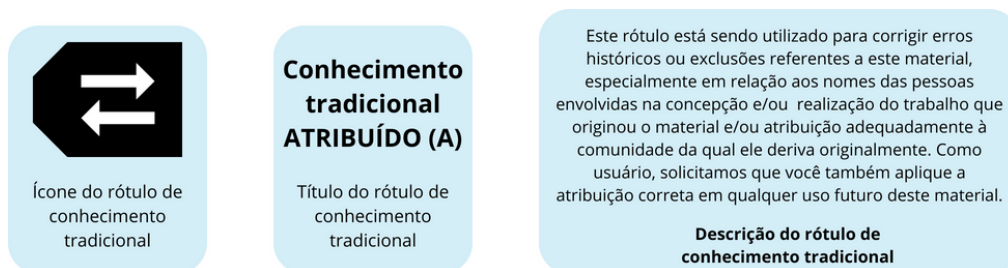 Ícone do rótulo de
conhecimento
tradicional
Conhecimento
tradicional
ATRIBUÍDO (A)
Título do rótulo de
conhecimento
tradicional
Este rótulo está sendo utilizado para corrigir erros
históricos ou exclusões referentes a este material,
especialmente em relação aos nomes das pessoas
envolvidas na concepção e/ou realização do trabalho que
originou o material e/ou atribuição adequadamente à
comunidade da qual ele deriva originalmente. Como
usuário, solicitamos que você também aplique a
atribuição correta em qualquer uso futuro deste material.
Descrição do rótulo de
conhecimento tradicional